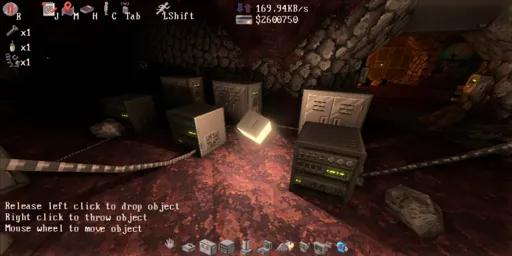 169.94KB/s
R J M H C Tab LShift
$2600750
x1
x1
x1
Release left click to drop object
Right click to throw object
Mouse wheel to move object